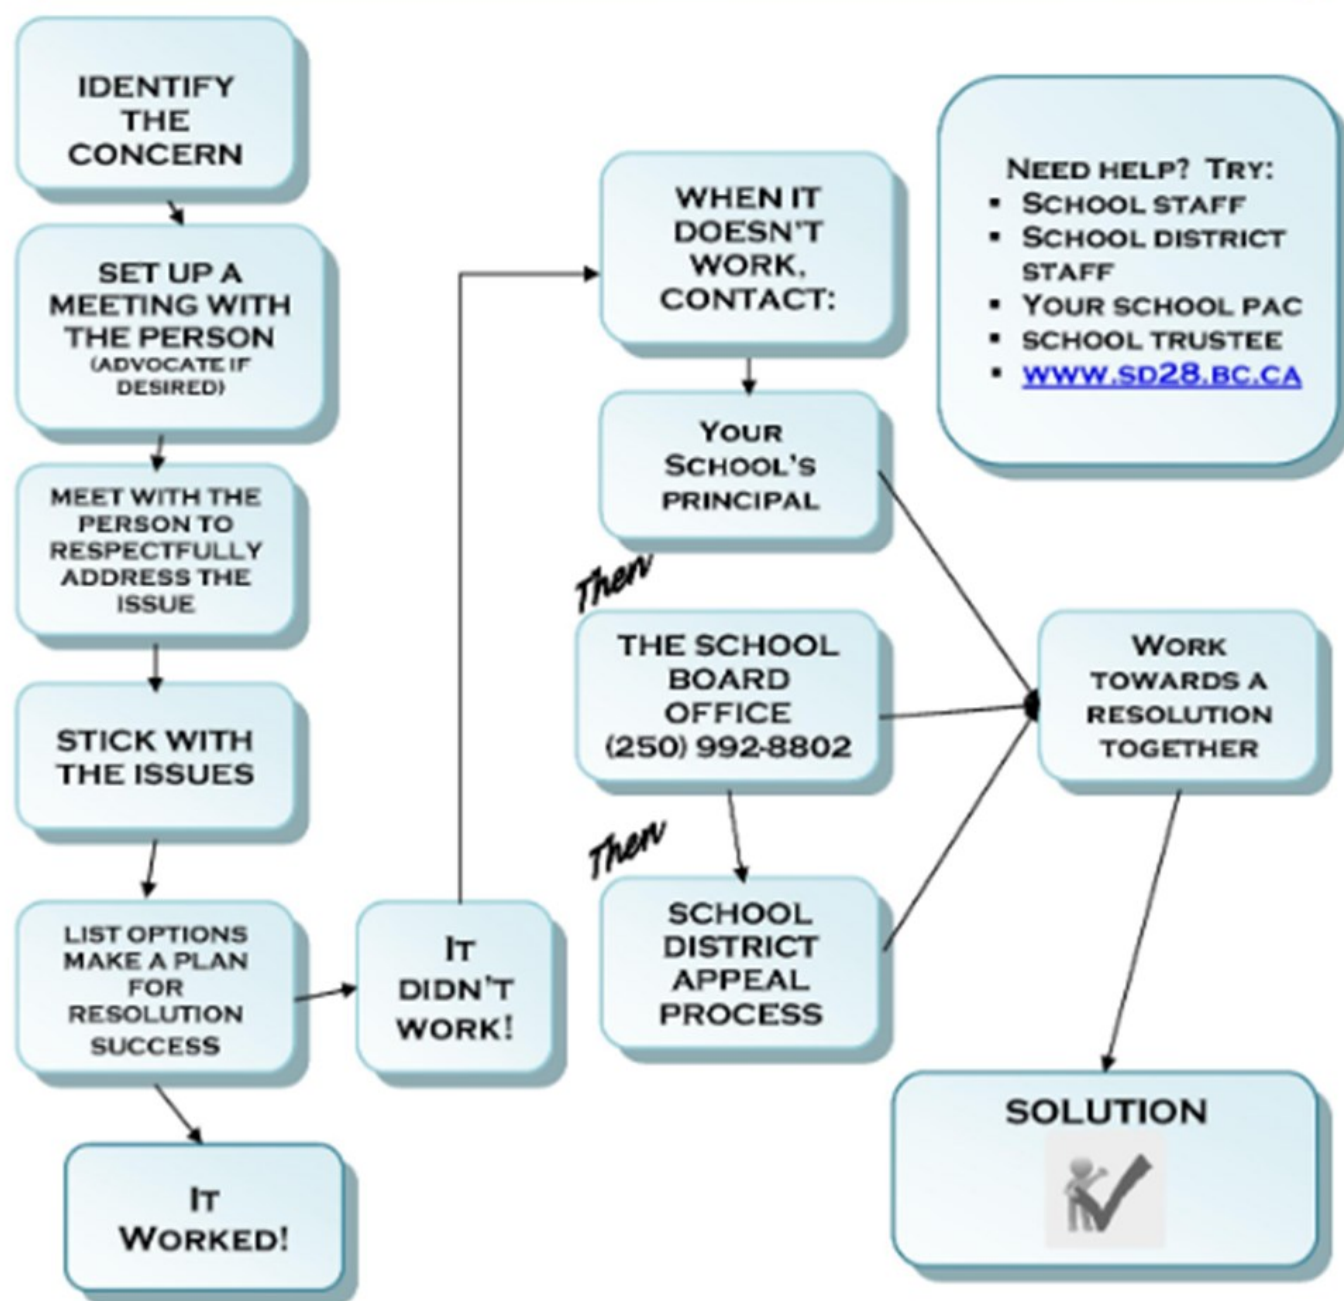 IDENTIFY
THE
CONCERN
SET UP A
MEETING WITH
THE PERSON
(ADVOCATE IF
DESIRED)
MEET WITH THE
PERSON TO
RESPECTFULLY
ADDRESS THE
ISSUE
STICK WITH
THE ISSUES
LIST OPTIONS
MAKE A PLAN
FOR
RESOLUTION
SUCCESS
IT
WORKED!
IT
DIDN'T
WORK!
WHEN IT
DOESN'T
WORK,
CONTACT:
YOUR
SCHOOL'S
PRINCIPAL
Then
THE SCHOOL
BOARD
OFFICE
(250) 992-8802
Then
SCHOOL
DISTRICT
APPEAL
PROCESS
NEED HELP? TRY:
▪ SCHOOL STAFF
▪ SCHOOL DISTRICT
STAFF
▪ YOUR SCHOOL PAC
▪ SCHOOL TRUSTEE
▪ WWW.SD28.BC.CA
WORK
TOWARDS A
RESOLUTION
TOGETHER
SOLUTION